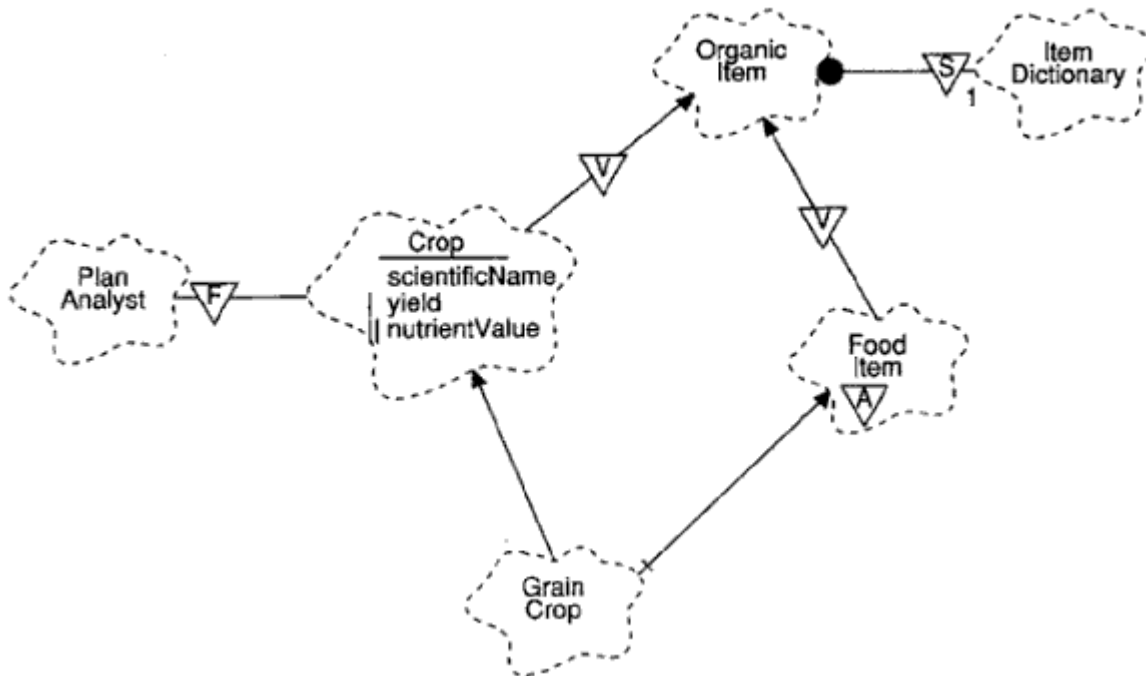 Organic
Item
S
1
Item
Dictionary
V
V
Plan
Analyst
F
Crop
scientificName
yield
nutrientValue
Food
Item
A
Grain
Crop